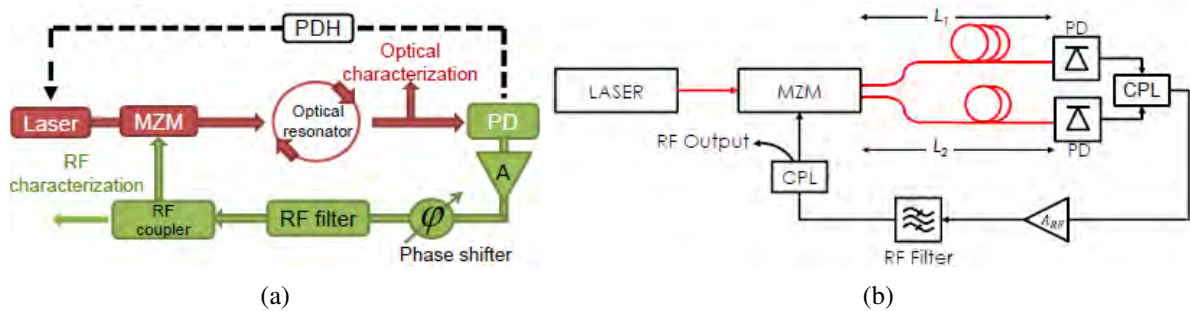 PDH
Optical
characterization
Laser
MZM
Optical
resonator
PD
RF
characterization
A
RF
coupler
RF filter
φ
Phase shifter
(a)
L1
PD
LASER
MZM
CPL
RF Output
L2
PD
CPL
ARF
RF Filter
(b)